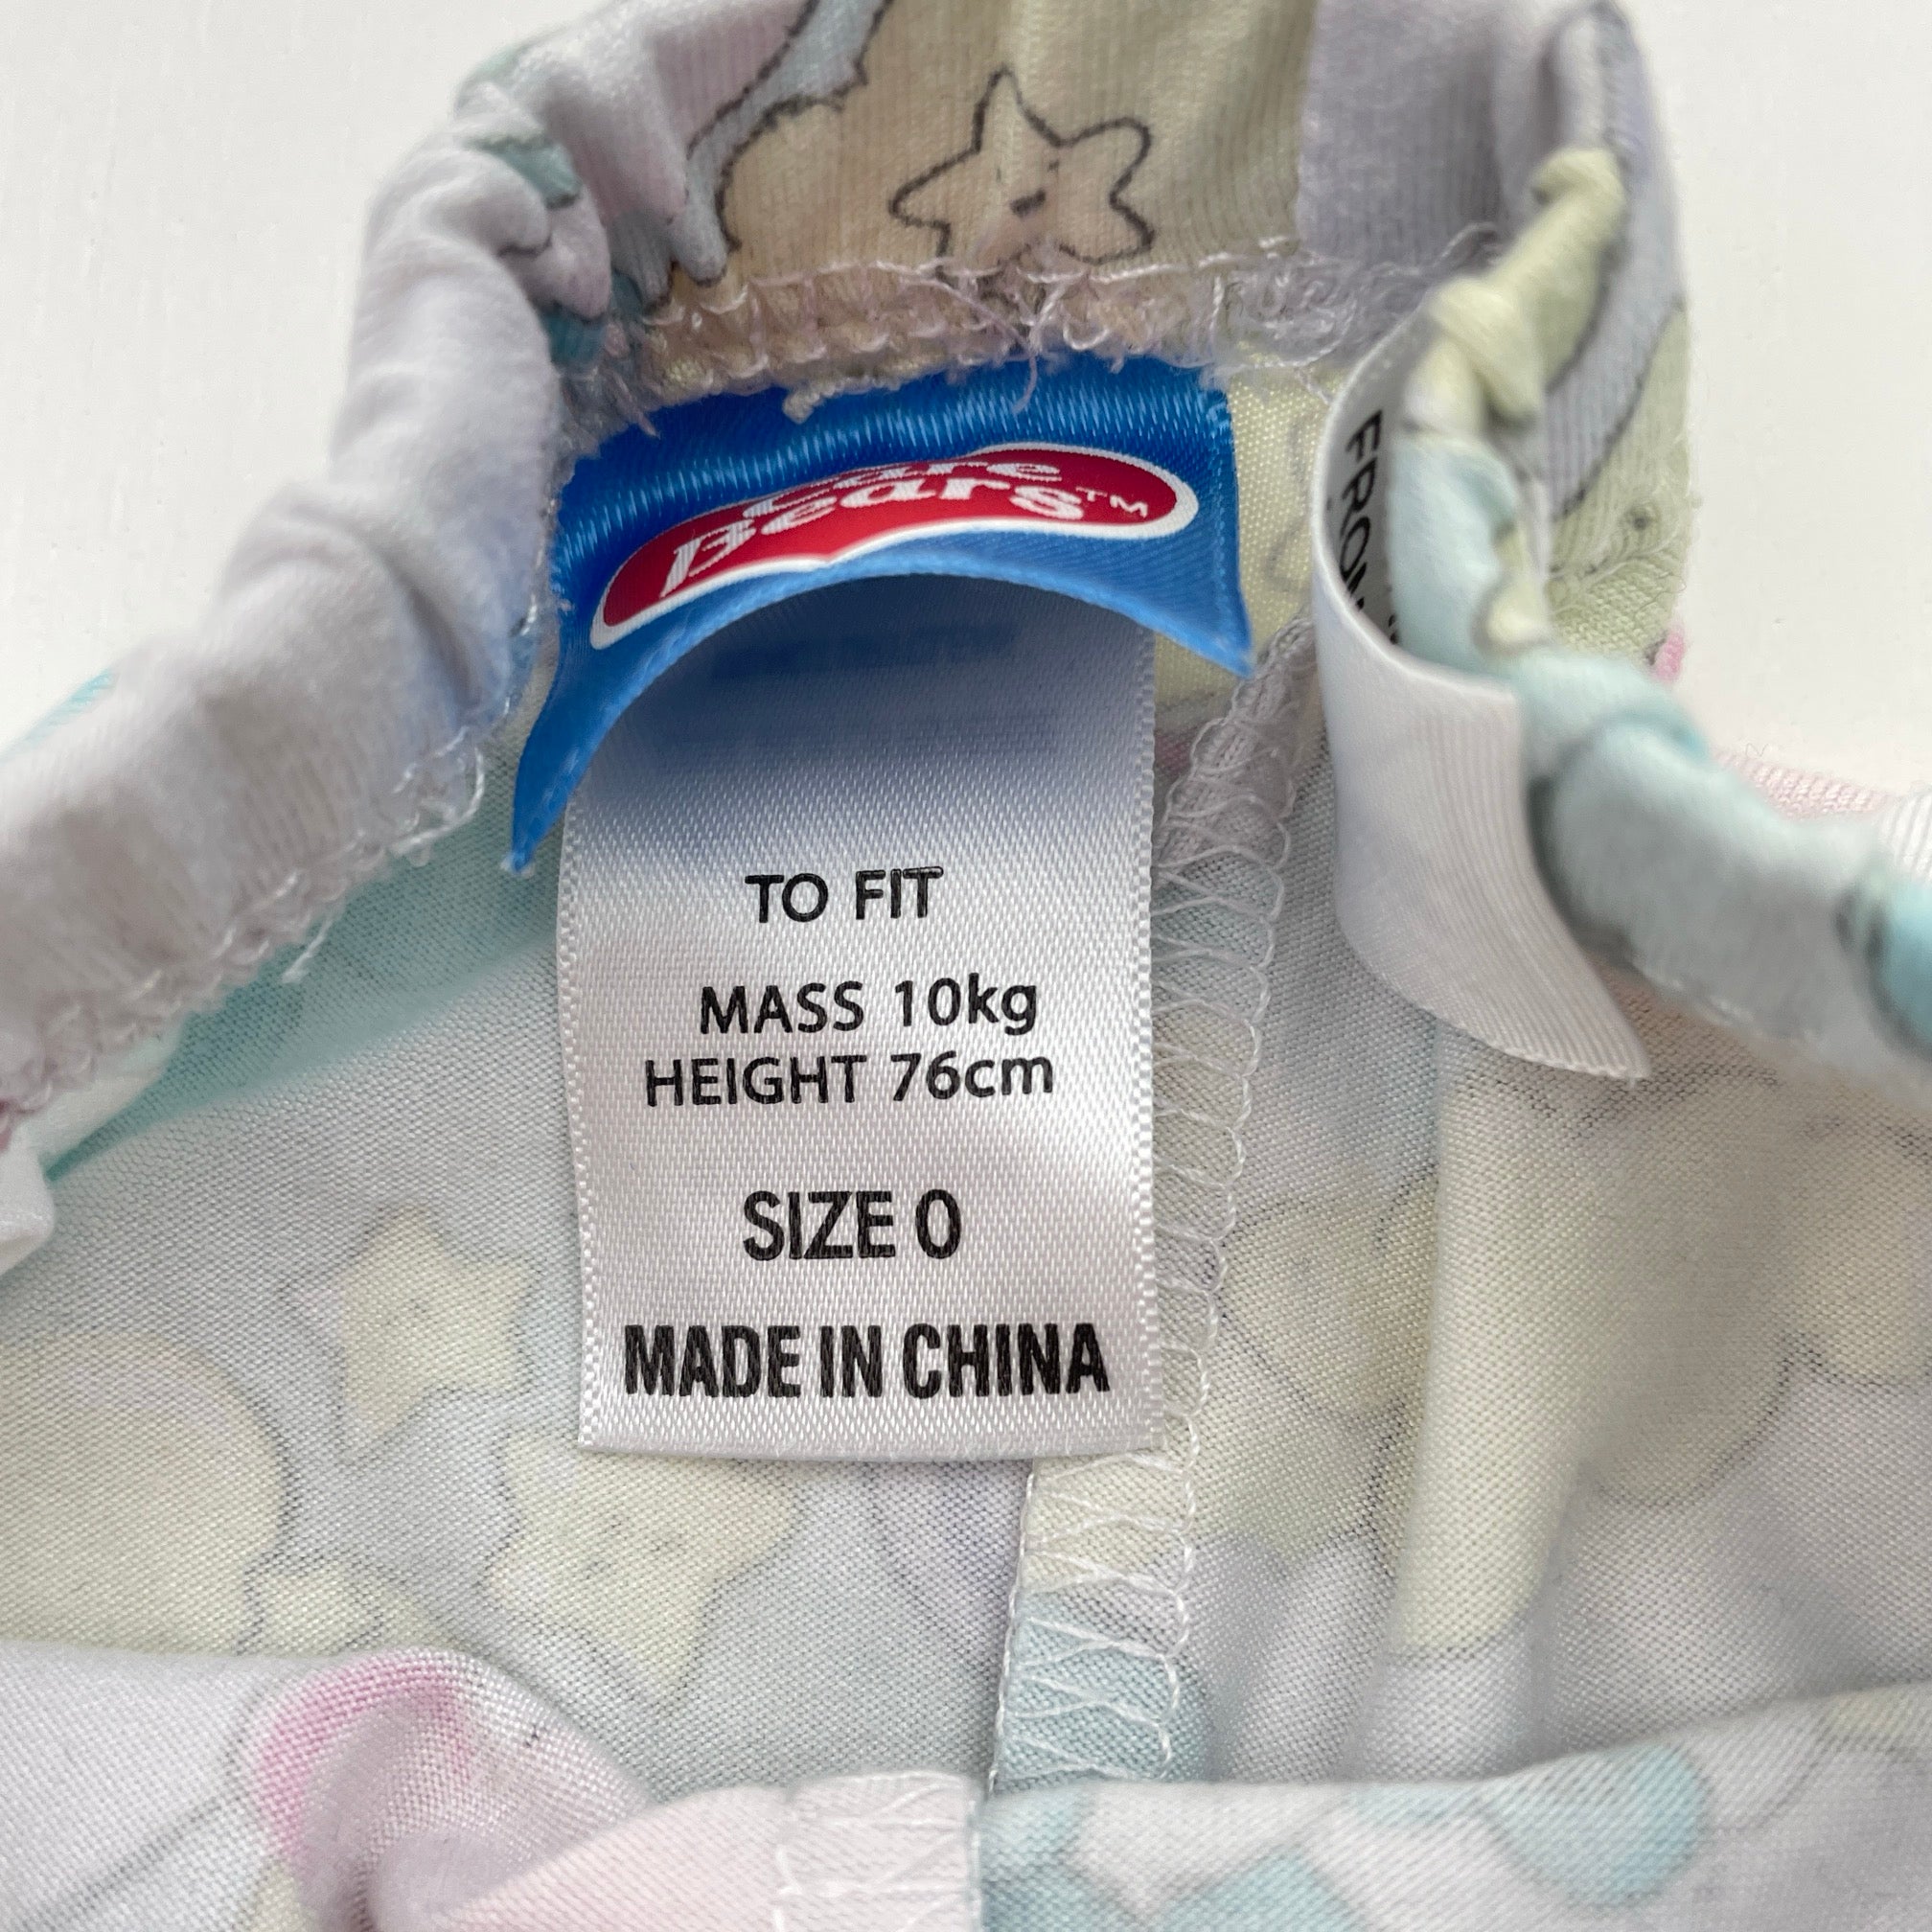 Care
Bears™
TO FIT
MASS 10kg
HEIGHT 76cm
SIZE 0
MADE IN CHINA